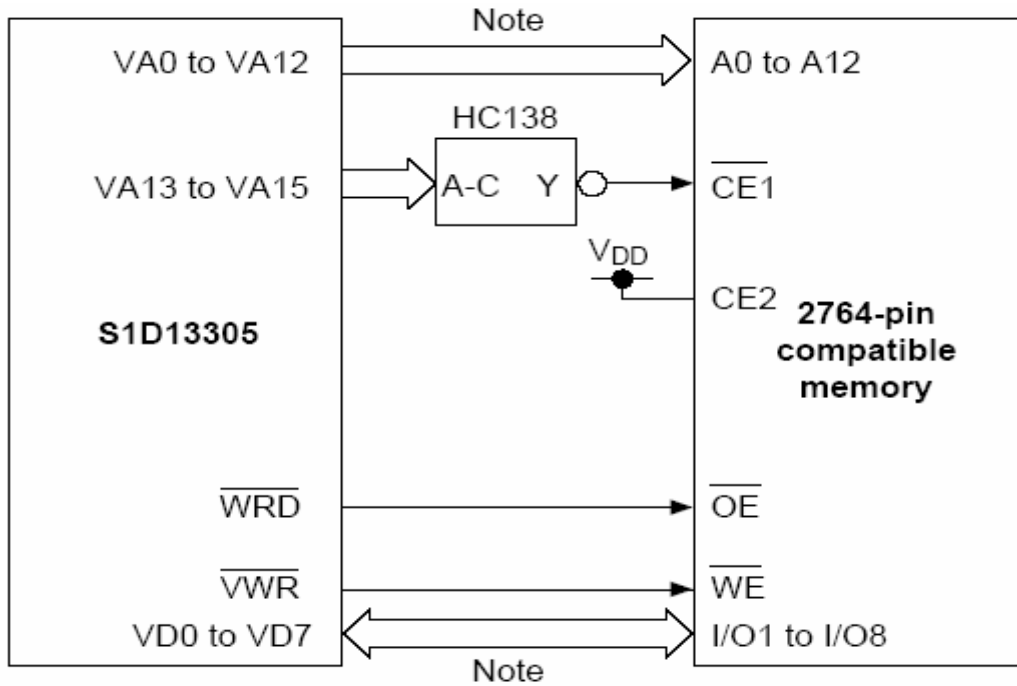 Note
VA0 to VA12
A0 to A12
HC138
VA13 to VA15
A-C Y
CE1
VDD
CE2
S1D13305
2764-pin
compatible
memory
WRD
OE
VWR
WE
VD0 to VD7
I/O1 to I/O8
Note